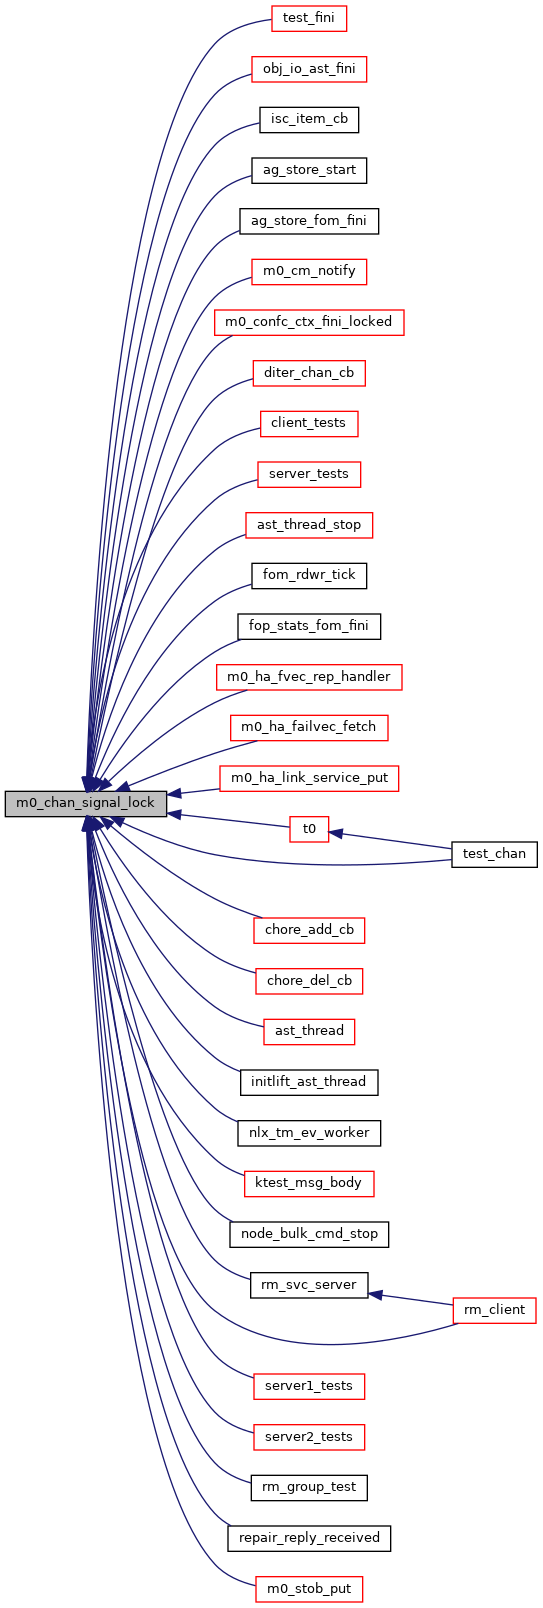 test_fini
obj_io_ast_fini
isc_item_cb
ag_store_start
ag_store_fom_fini
m0_cm_notify
m0_confc_ctx_fini_locked
diter_chan_cb
client_tests
server_tests
ast_thread_stop
fom_rdwr_tick
fop_stats_fom_fini
m0_ha_fvec_rep_handler
m0_ha_failvec_fetch
m0_ha_link_service_put
m0_chan_signal_lock
t0
test_chan
chore_add_cb
chore_del_cb
ast_thread
initlift_ast_thread
nlx_tm_ev_worker
ktest_msg_body
node_bulk_cmd_stop
rm_svc_server
rm_client
server1_tests
server2_tests
rm_group_test
repair_reply_received
m0_stob_put